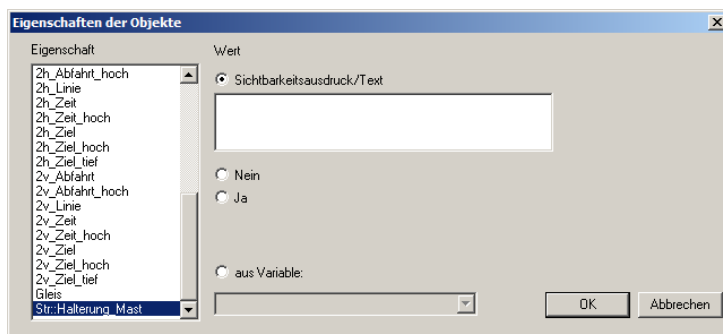 Eigenschaften der Objekte
Eigenschaft
2h_Abfahrt_hoch
2h_Linie
2h_Zeit
2h_Zeit_hoch
2h_Ziel
2h_Ziel_hoch
2h_Ziel_tief
2v_Abfahrt
2v_Abfahrt_hoch
2v_Linie
2v_Zeit
2v_Zeit_hoch
2v_Ziel
2v_Ziel_hoch
2v_Ziel_tief
Gleis
Str::Halterung_Mast
Wert
Sichtbarkeitsausdruck/Text
Nein
Ja
aus Variable:
OK
Abbrechen